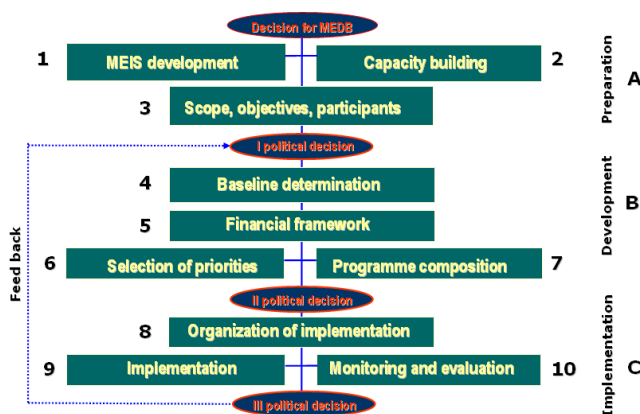 Decision for MEDB
1
MEIS development
Capacity building
2
3
Scope, objectives, participants
Preparation
A
I political decision
4
Baseline determination
5
Financial framework
Development
B
6
Selection of priorities
Programme composition
7
Feed back
II political decision
8
Organization of implementation
9
Implementation
Monitoring and evaluation
10
Implementation
C
III political decision